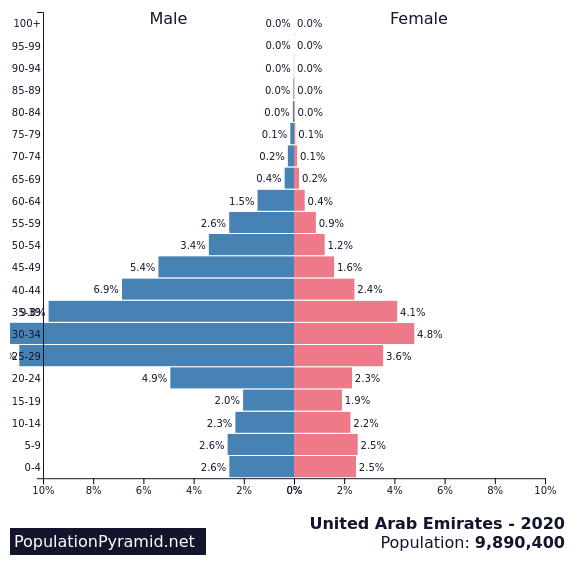 Male Female
100+ 0.0% 0.0%
95-99 0.0% 0.0%
90-94 0.0% 0.0%
85-89 0.0% 0.0%
80-84 0.0% 0.0%
75-79 0.1% 0.1%
70-74 0.2% 0.1%
65-69 0.4% 0.2%
60-64 1.5% 0.4%
55-59 2.6% 0.9%
50-54 3.4% 1.2%
45-49 5.4% 1.6%
40-44 6.9% 2.4%
35-39 9.8% 4.1%
30-34 4.8%
25-29 3.6%
20-24 4.9% 2.3%
15-19 2.0% 1.9%
10-14 2.3% 2.2%
5-9 2.6% 2.5%
0-4 2.6% 2.5%
10% 8% 6% 4% 2% 0% 2% 4% 6% 8% 10%
United Arab Emirates - 2020
PopulationPyramid.net Population: 9,890,400